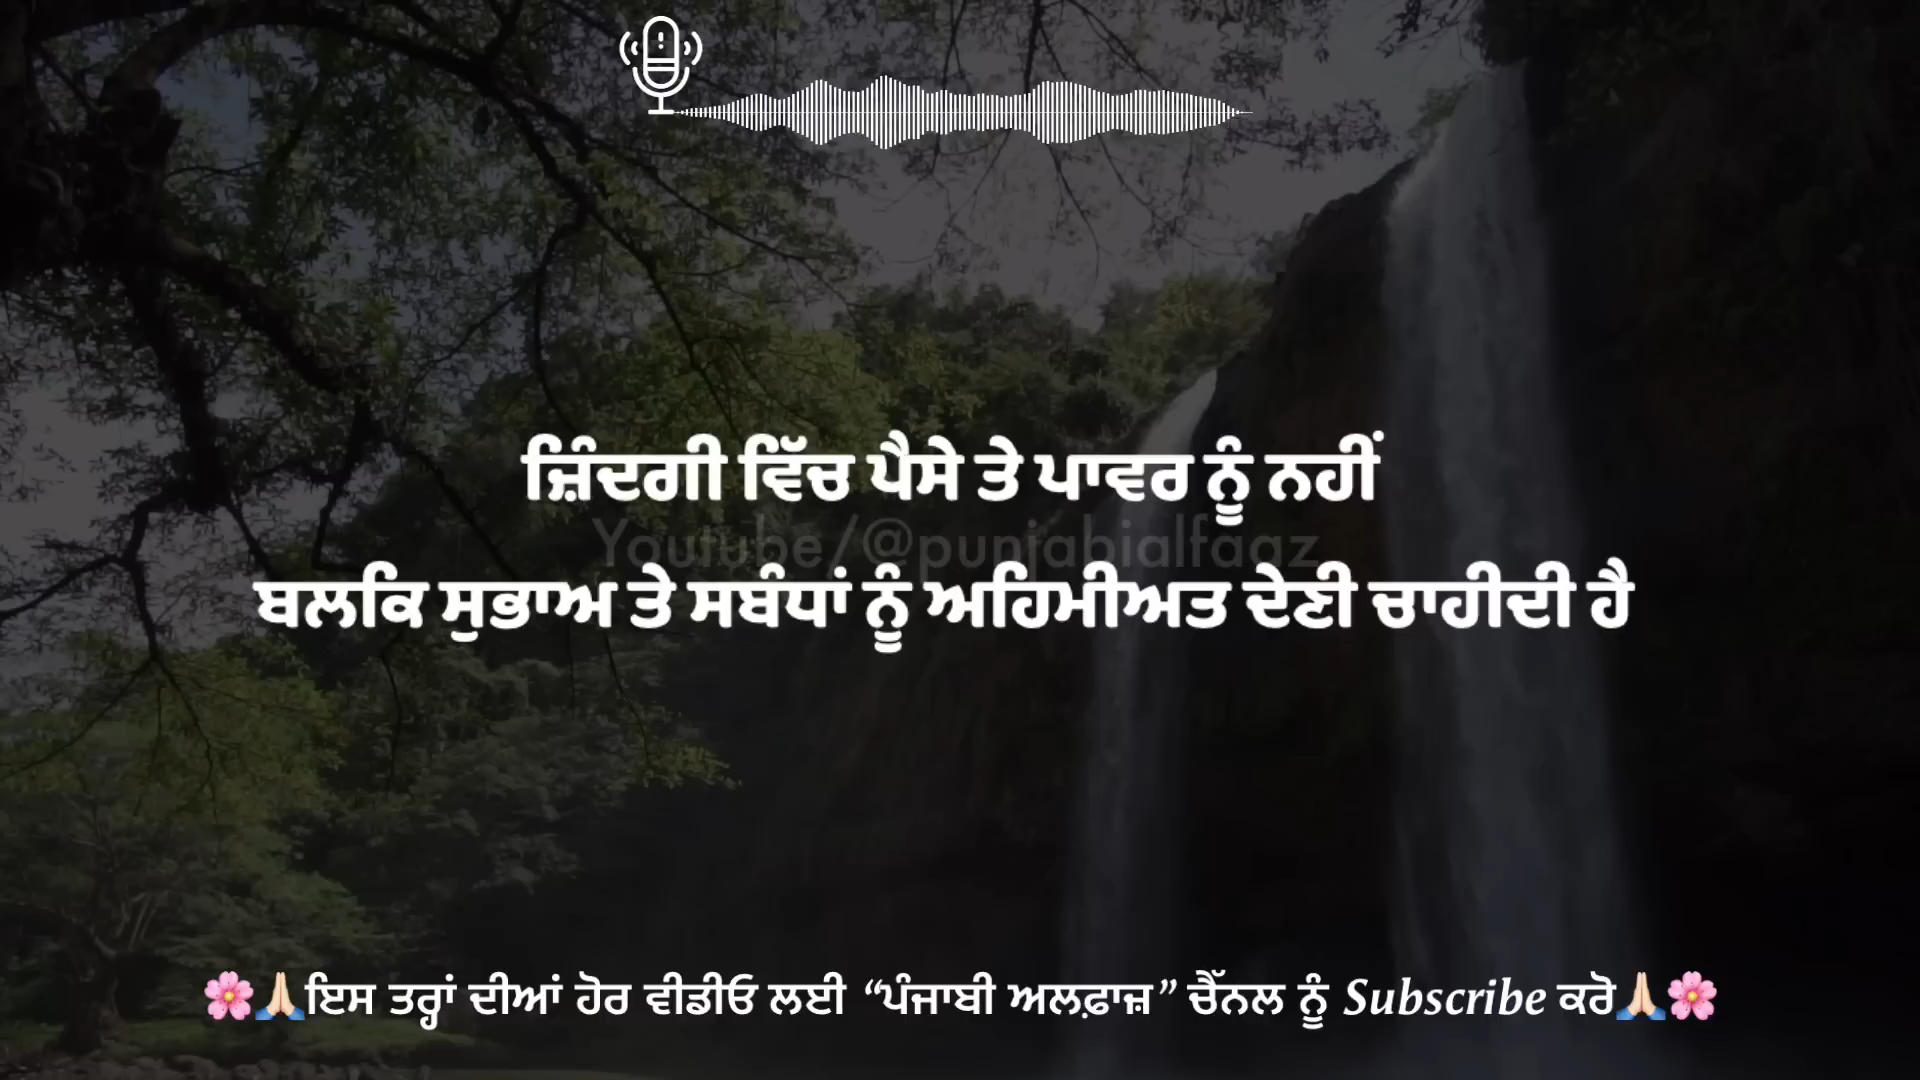 ਜ਼ਿੰਦਗੀ ਵਿੱਚ ਪੈਸੇ ਤੇ ਪਾਵਰ ਨੂੰ ਨਹੀਂ
Youtube/@punjabialfaaz
ਬਲਕਿ ਸੁਭਾਅ ਤੇ ਸਬੰਧਾਂ ਨੂੰ ਅਹਿਮੀਅਤ ਦੇਣੀ ਚਾਹੀਦੀ ਹੈ
🌸🙏🏻ਇਸ ਤਰ੍ਹਾਂ ਦੀਆਂ ਹੋਰ ਵੀਡੀਓ ਲਈ “ਪੰਜਾਬੀ ਅਲਫ਼ਾਜ਼” ਚੈੱਨਲ ਨੂੰ Subscribe ਕਰੋ🙏🏻🌸